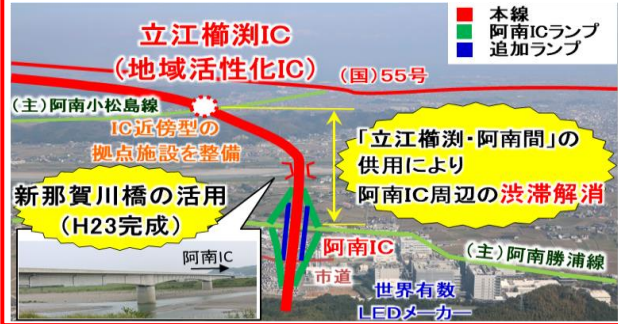 本線
阿南ICランプ
追加ランプ
立江櫛渕IC
(地域活性化IC)
(国)55号
(主)阿南小松島線
IC近傍型の
拠点施設を整備
「立江櫛渕・阿南間」の
供用により
阿南IC周辺の渋滞解消
新那賀川橋の活用
(H23完成)
阿南IC
阿南IC
市道
(主)阿南勝浦線
世界有数
LEDメーカー